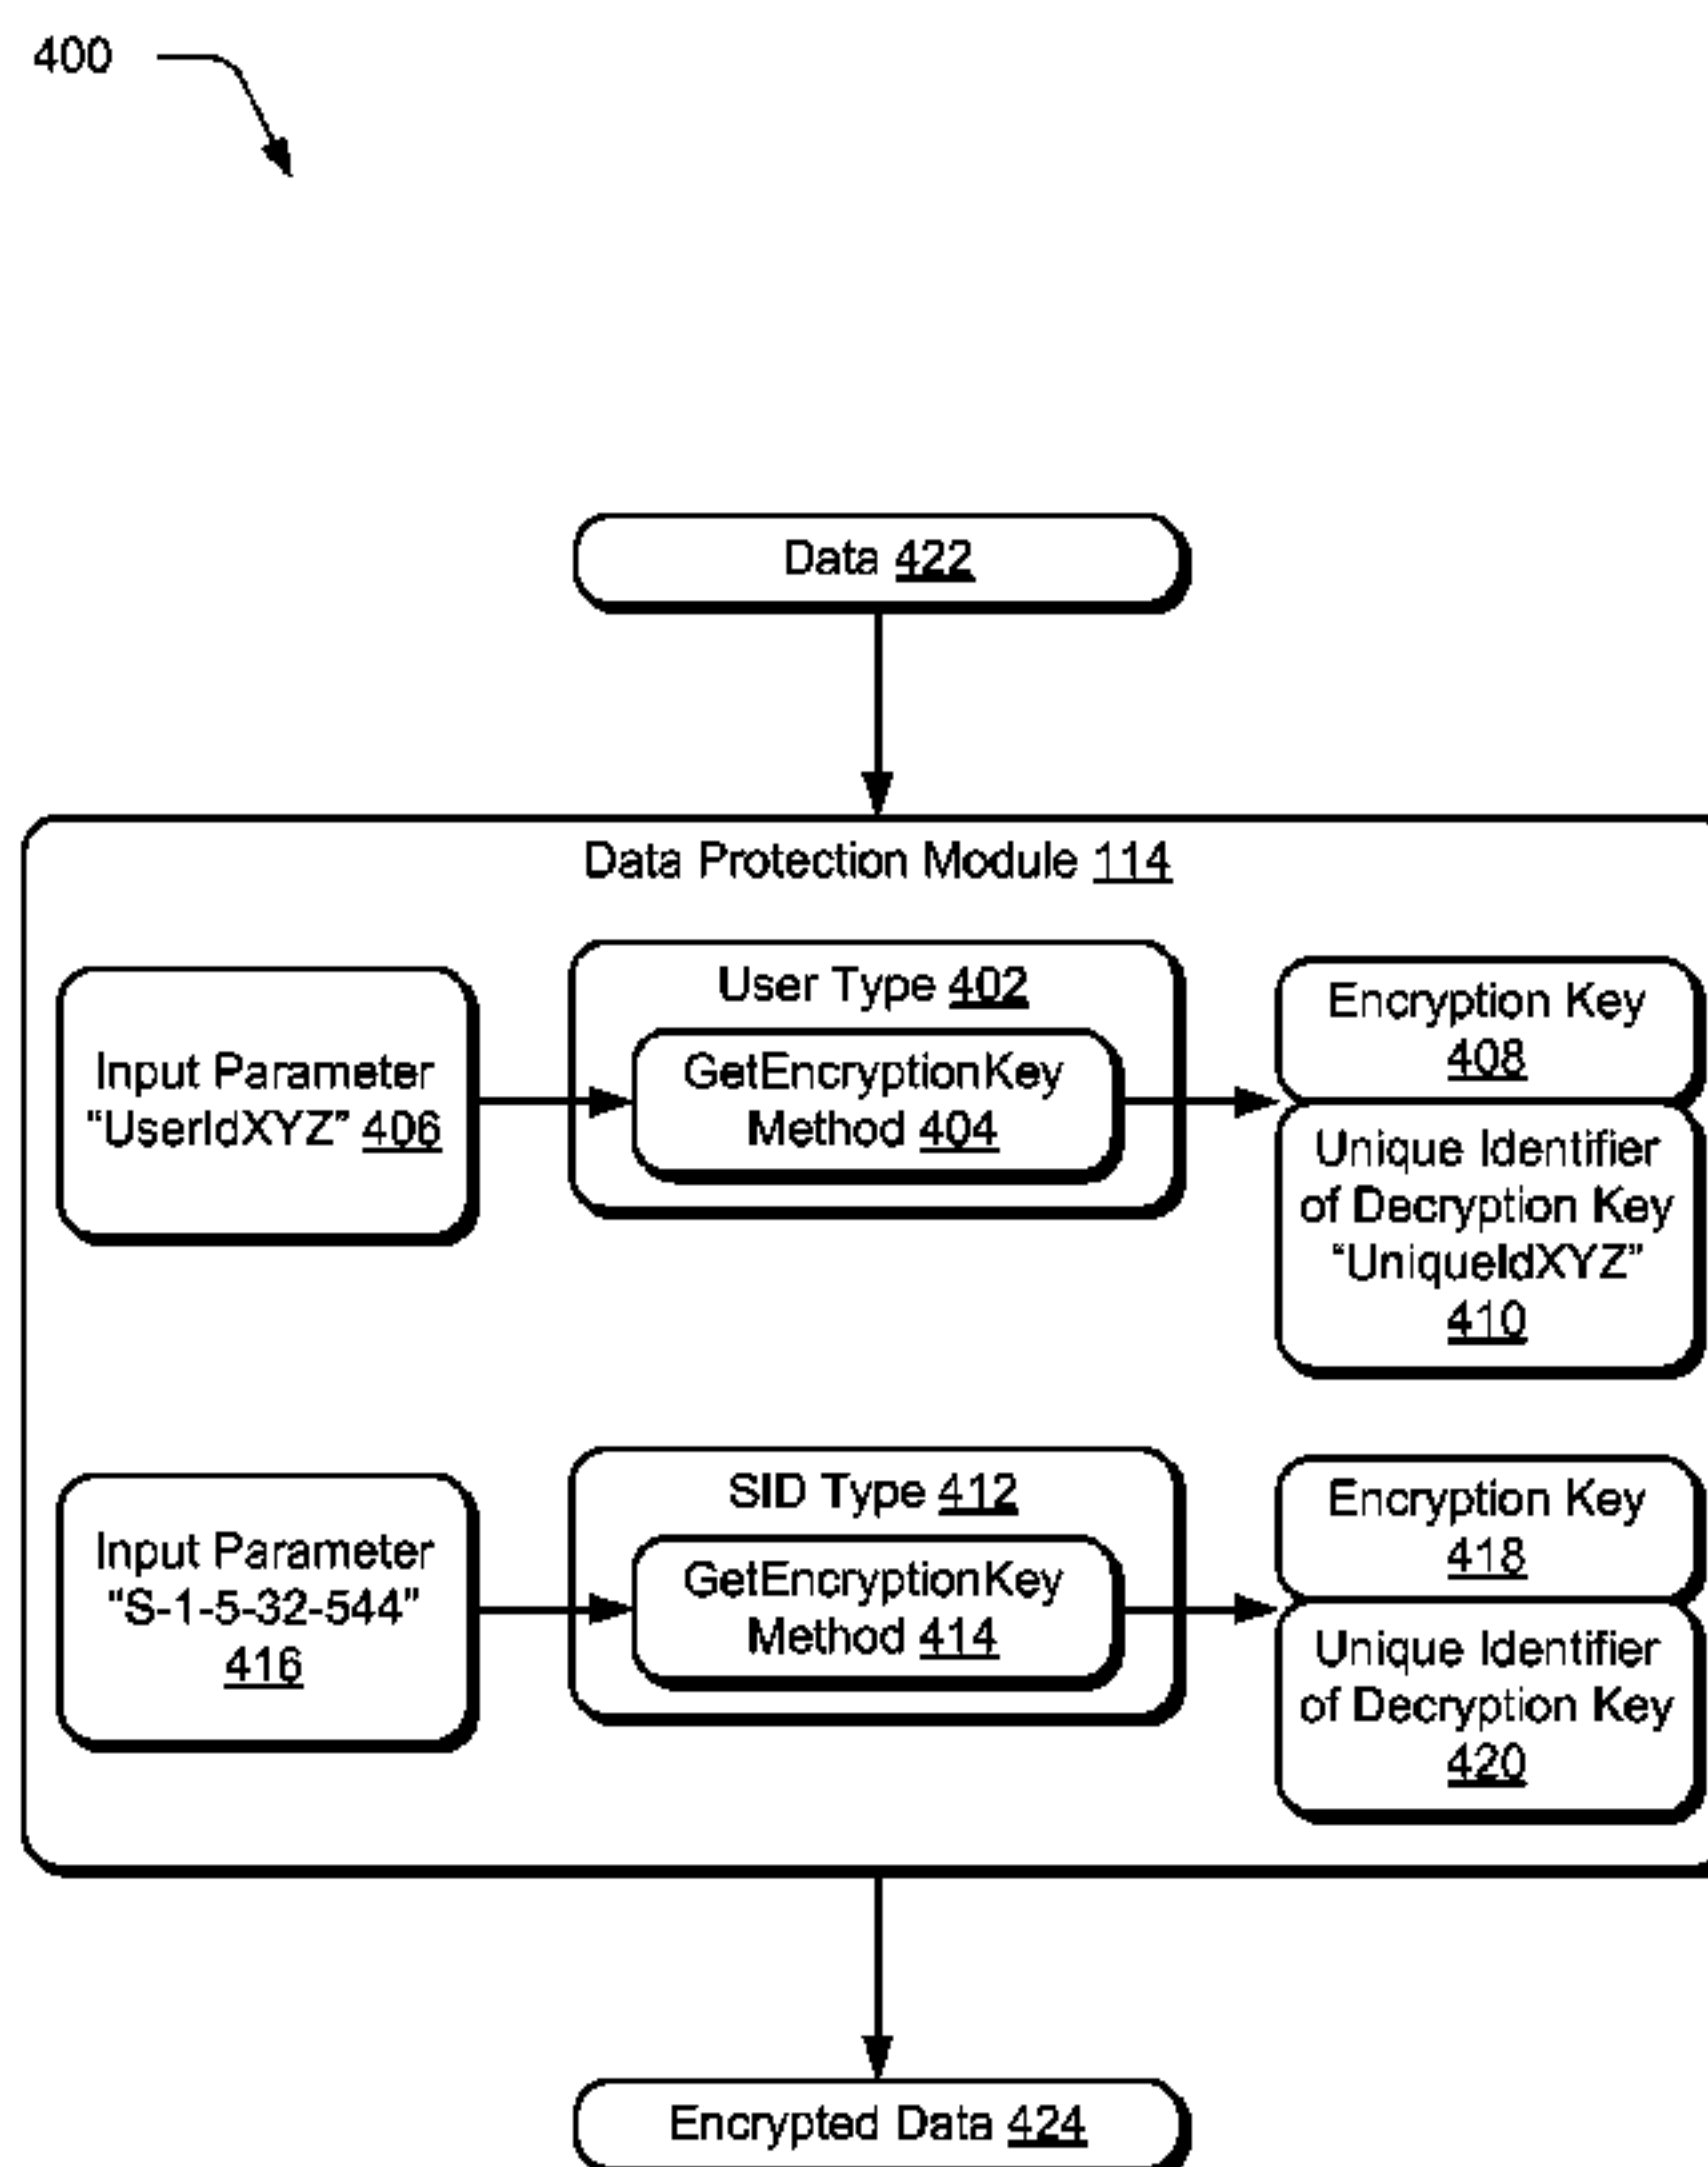 400
Data 422
Data Protection Module 114
Input Parameter
“UserIdXYZ” 406
User Type 402
GetEncryptionKey
Method 404
Encryption Key
408
Unique Identifier
of Decryption Key
“UniqueIdXYZ”
410
Input Parameter
“S-1-5-32-544”
416
SID Type 412
GetEncryptionKey
Method 414
Encryption Key
418
Unique Identifier
of Decryption Key
420
Encrypted Data 424